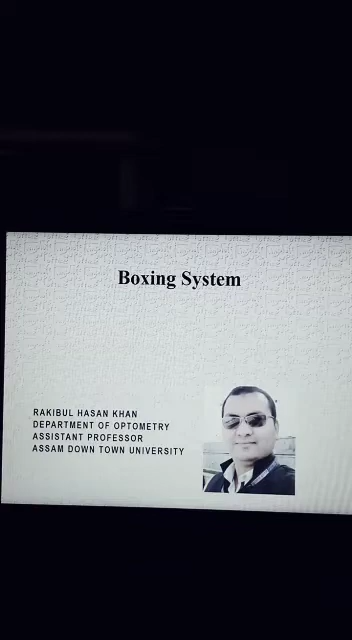 Boxing System
RAKIBUL HASAN KHAN
DEPARTMENT OF OPTOMETRY
ASSISTANT PROFESSOR
ASSAM DOWN TOWN UNIVERSITY